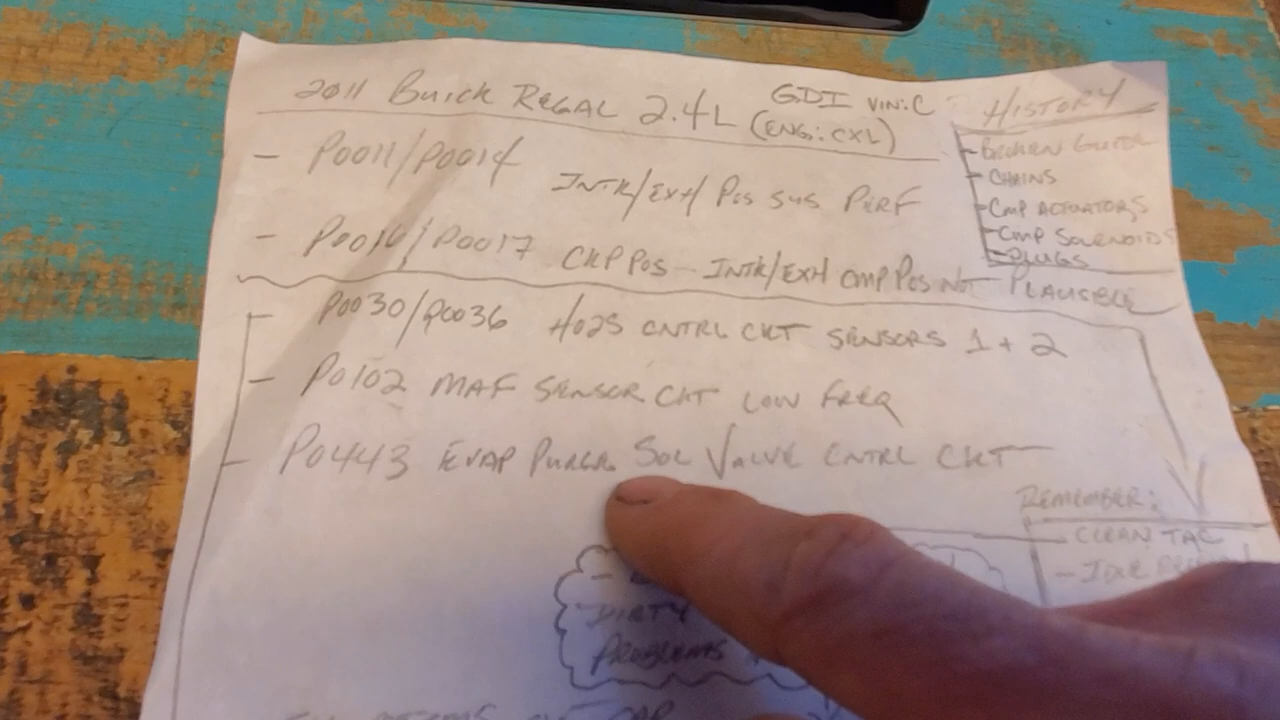 2011 Buick REGAL 2.4L GDI VIN:C
(ENG: CXL)
HISTORY
- BROKEN GUIDE
- CHAINS
- CMP ACTUATORS
- CMP SOLENOIDS
- PLUGS
- P0011/P0014 INTK/EXH POS SYS PERF
- P0016/P0017 CKP POS - INTK/EXH CMP POS NOT PLAUSIBLE
- P0030/P0036 HO2S CNTRL CKT SENSORS 1 + 2
- P0102 MAF SENSOR CKT LOW FREQ
- P0443 EVAP PURGE SOL VALVE CNTRL CKT
REMEMBER:
- CLEAN TAC
- IDLE
DIRTY
PROBLEMS